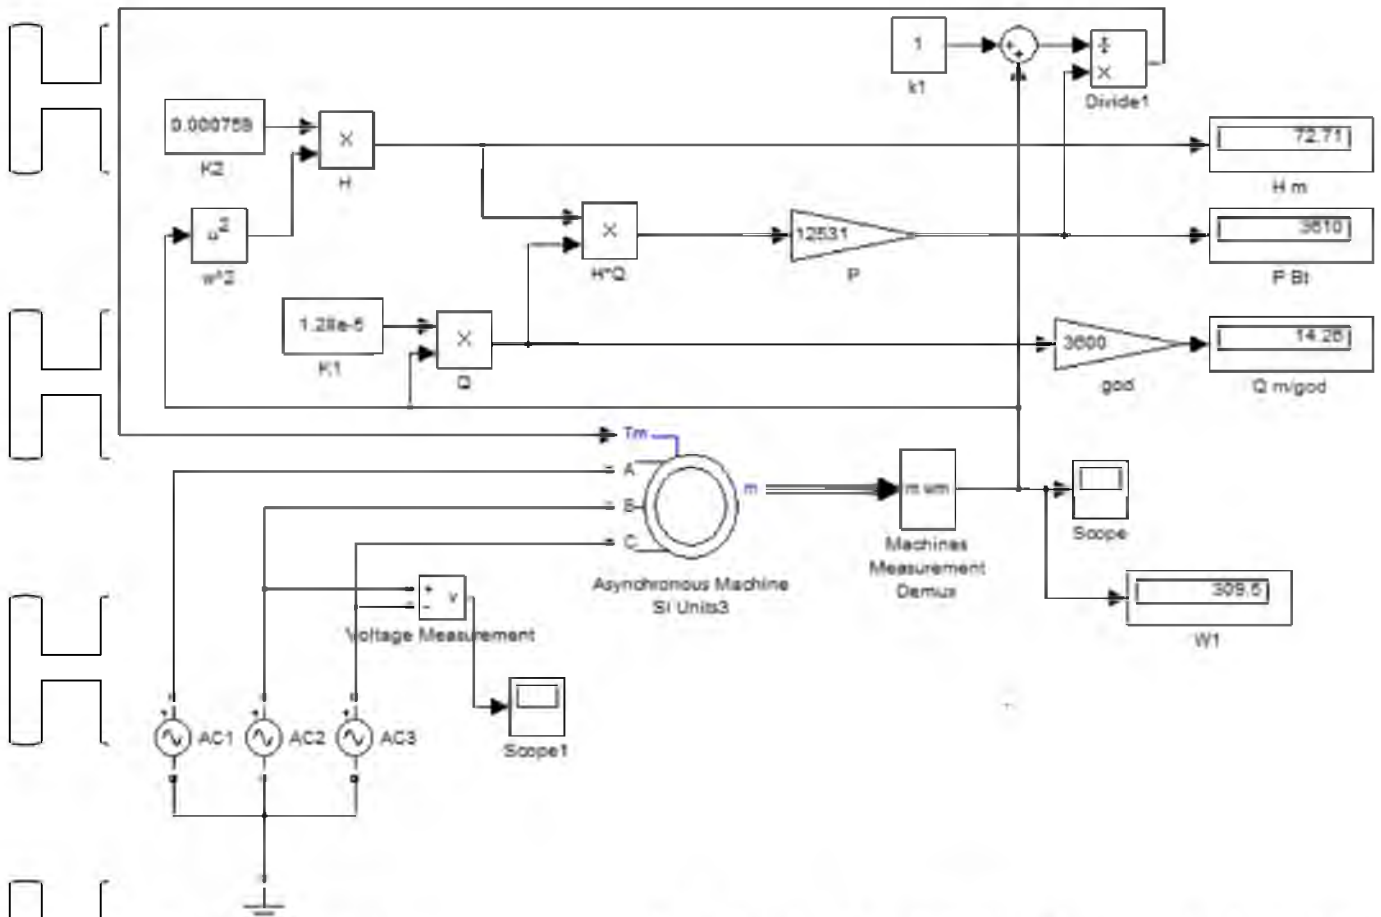 1
k1
Divide1
0.000759
K2
H
72.71
H m
w^2
H*Q
12531
P
3610
P Bt
1.28e-5
K1
Q
3600
god
14.26
Q m/god
Tm
A
B
C
m
m wm
Scope
Machines
Measurement
Demux
Asynchronous Machine
SI Units3
v
Voltage Measurement
309.5
W1
Scope1
AC1
AC2
AC3